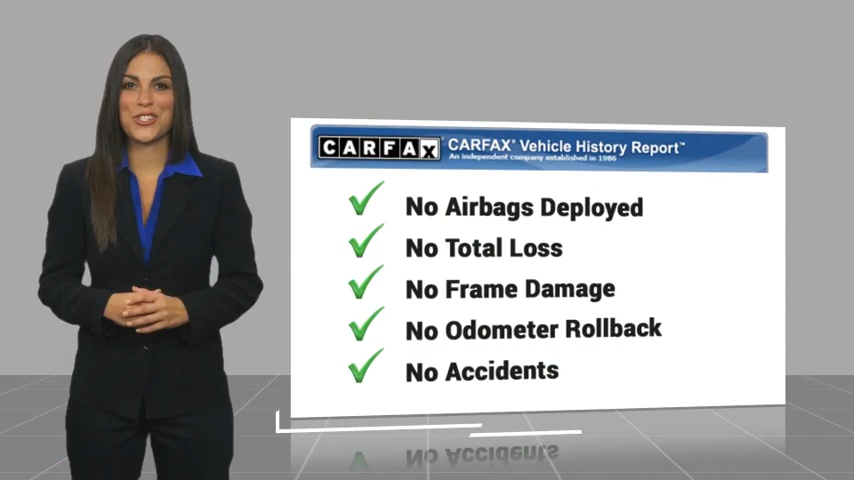 CARFAX CARFAX® Vehicle History Report™
An independent company established in 1986
No Airbags Deployed
No Total Loss
No Frame Damage
No Odometer Rollback
No Accidents
No Accidents